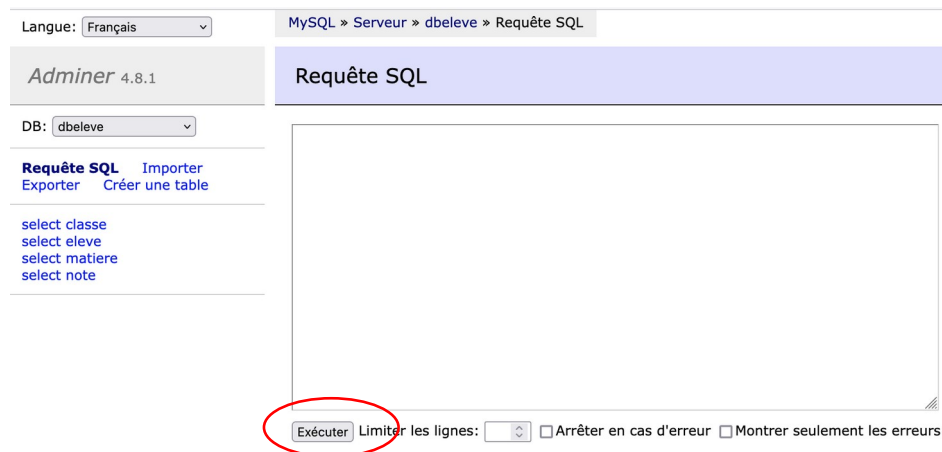 Langue: Français
MySQL » Serveur » dbeleve » Requête SQL
Adminer 4.8.1
Requête SQL
DB: dbeleve
Requête SQL Importer
Exporter Créer une table
select classe
select eleve
select matiere
select note
Exécuter Limiter les lignes: Arrêter en cas d'erreur Montrer seulement les erreurs